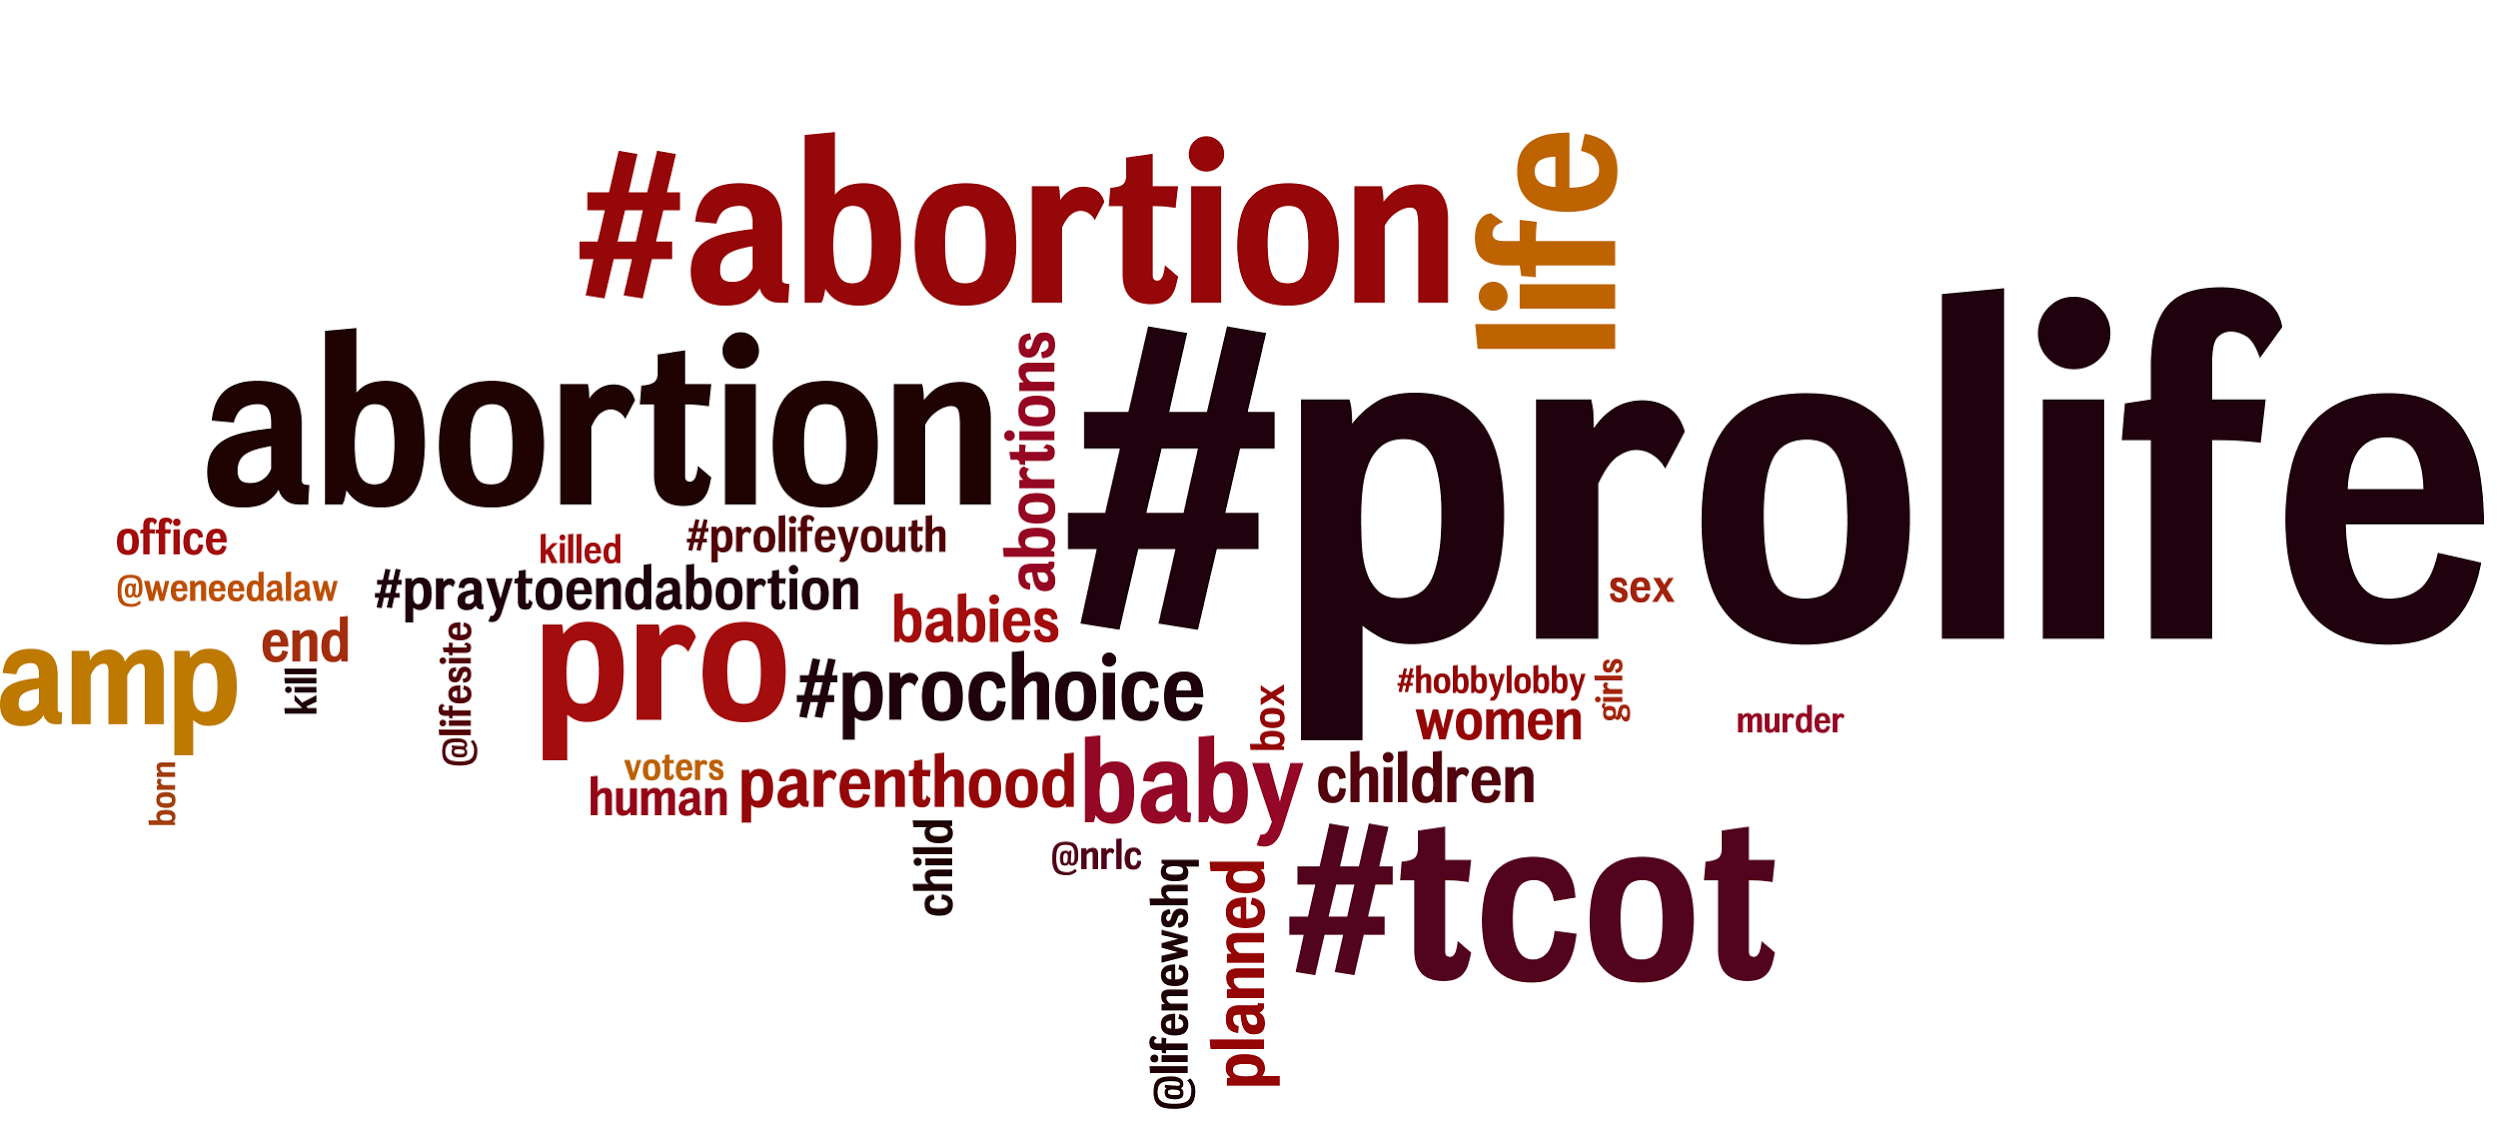 #abortion
life
abortion
abortions
#prolife
office
killed
#prolifeyouth
@weneedalaw
#praytoendabortion
babies
sex
amp
end
kill
@lifesite
pro
#prochoice
box
#hobbylobby
women
girls
murder
born
voters
human
parenthood
baby
children
child
@nrlc
@lifenewshq
planned
#tcot